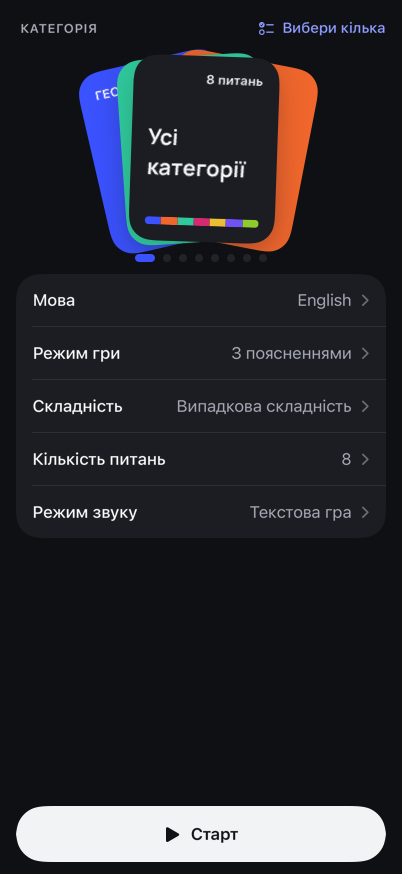 КАТЕГОРІЯ
Вибери кілька
8 питань
Усі
категорії
Мова English
Режим гри З поясненнями
Складність Випадкова складність
Кількість питань 8
Режим звуку Текстова гра
Старт